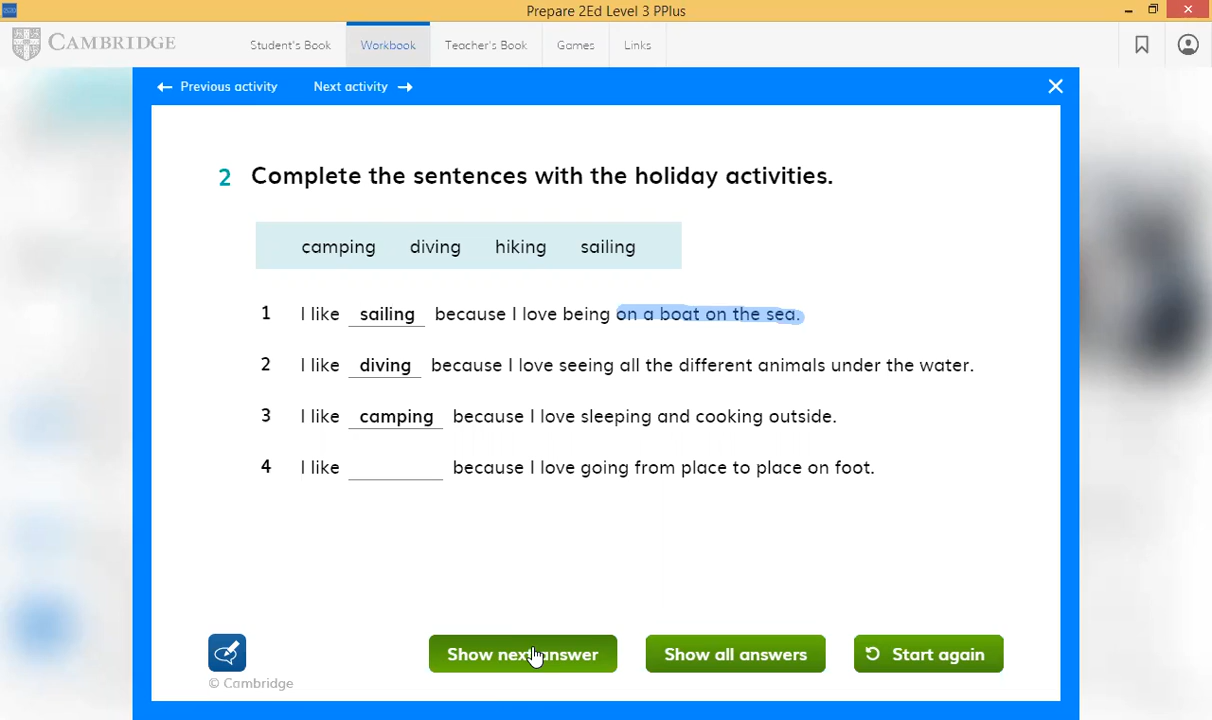 Prepare 2Ed Level 3 PPlus
CAMBRIDGE Student's Book Workbook Teacher's Book Games Links
← Previous activity Next activity →
2 Complete the sentences with the holiday activities.
camping diving hiking sailing
1 I like sailing because I love being on a boat on the sea.
2 I like diving because I love seeing all the different animals under the water.
3 I like camping because I love sleeping and cooking outside.
4 I like ________ because I love going from place to place on foot.
Show next answer Show all answers Start again
© Cambridge